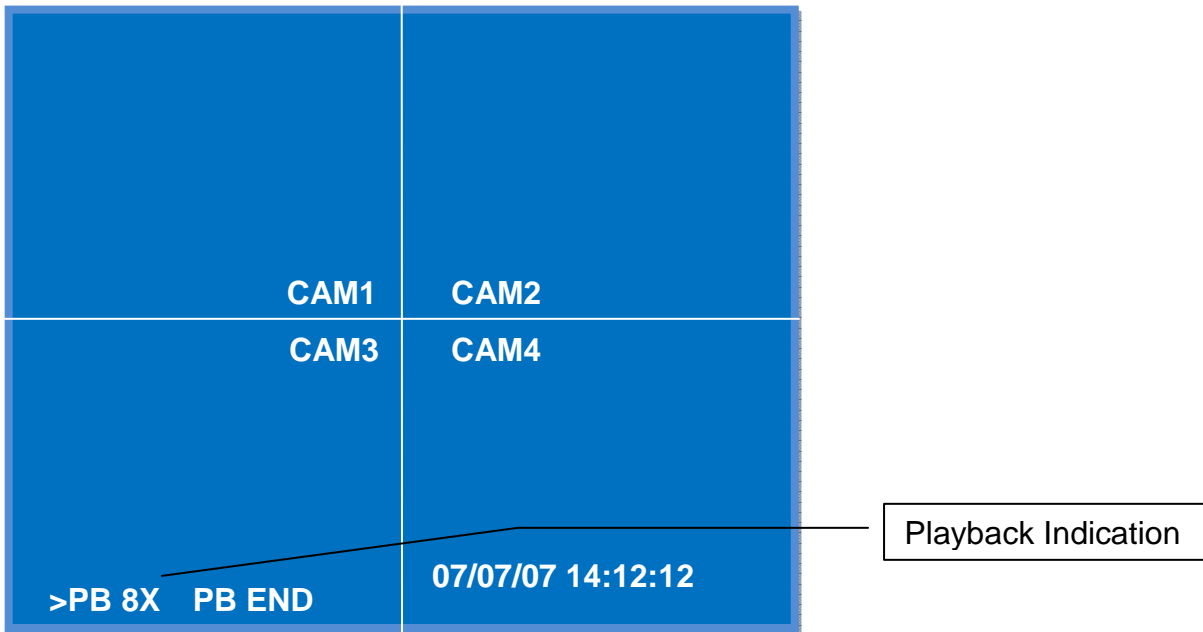 CAM1 CAM2
CAM3 CAM4
Playback Indication
>PB 8X PB END 07/07/07 14:12:12